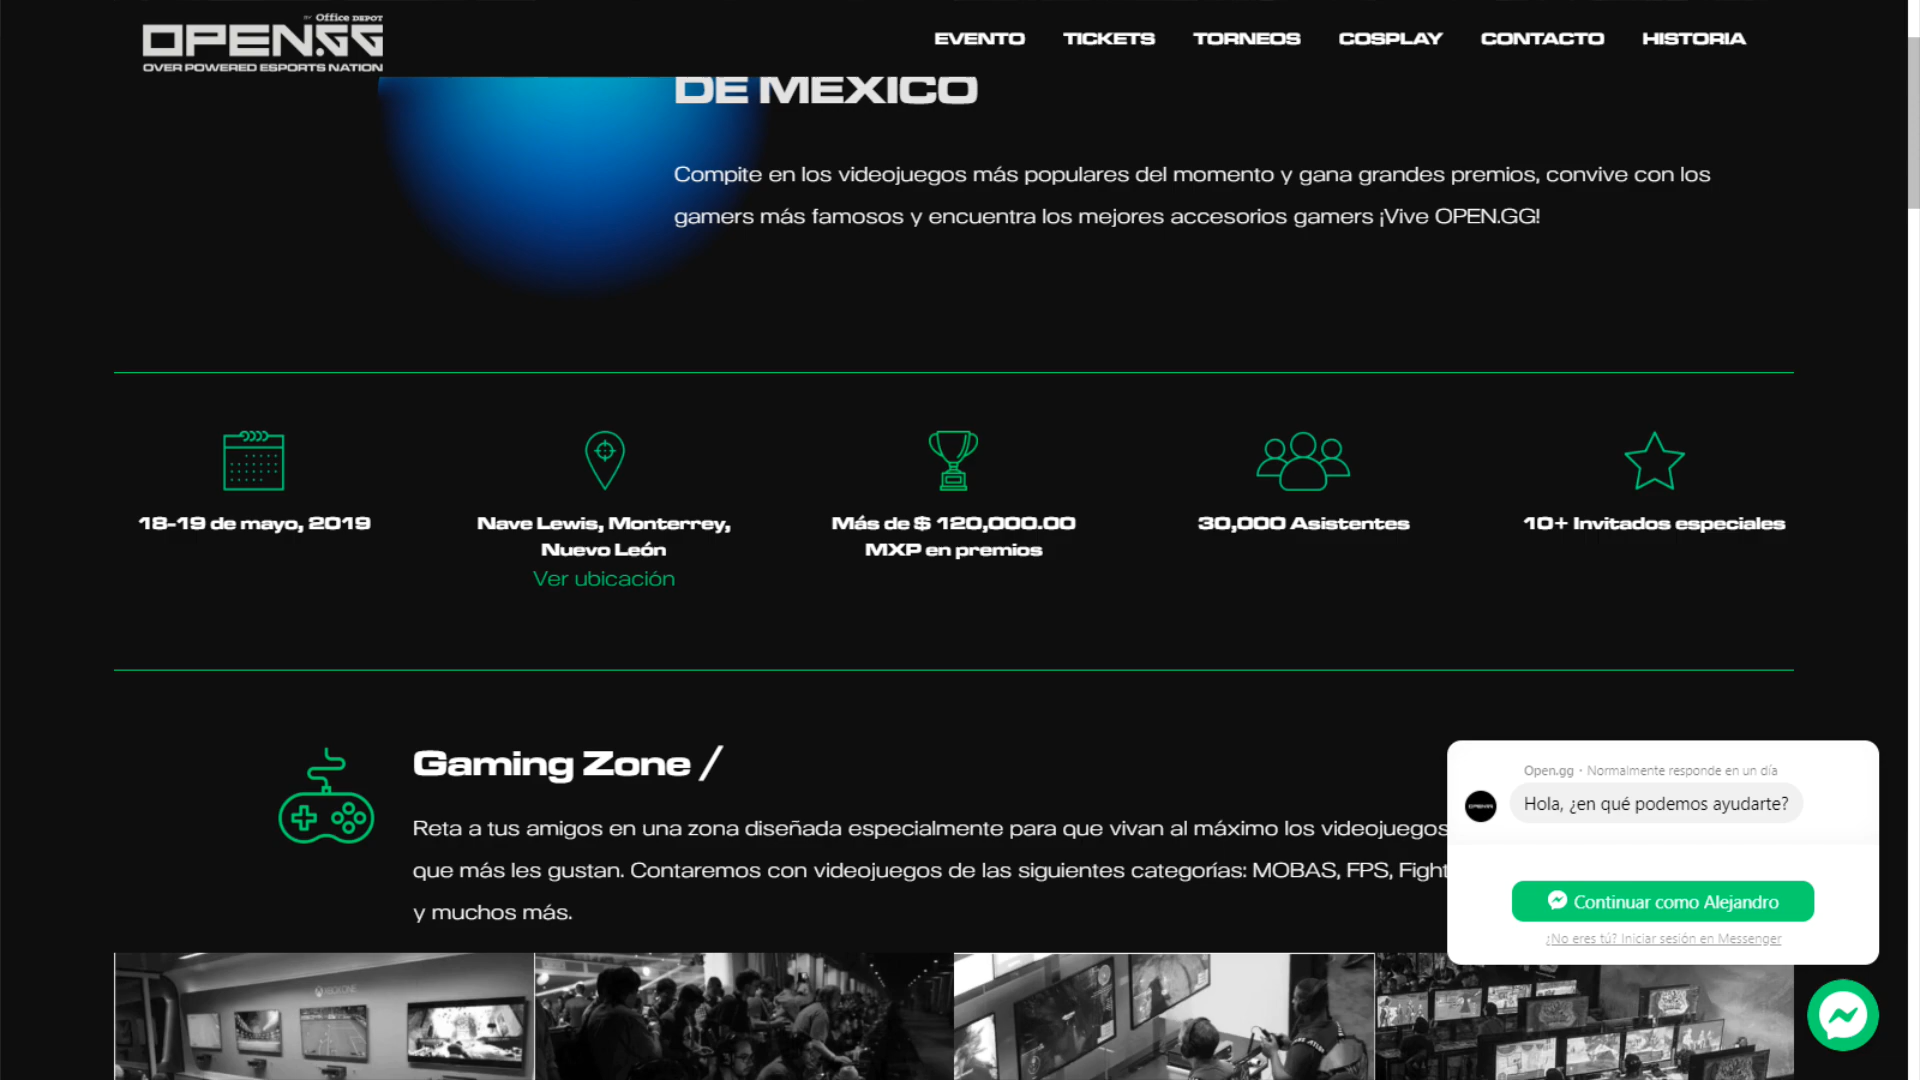 BY Office DEPOT
OPEN.GG
OVER POWERED ESPORTS NATION
EVENTO TICKETS TORNEOS COSPLAY CONTACTO HISTORIA
DE MEXICO
Compite en los videojuegos más populares del momento y gana grandes premios, convive con los
gamers más famosos y encuentra los mejores accesorios gamers ¡Vive OPEN.GG!
18-19 de mayo, 2019
Nave Lewis, Monterrey,
Nuevo León
Ver ubicación
Más de $ 120,000.00
MXP en premios
30,000 Asistentes
10+ Invitados especiales
Gaming Zone /
Reta a tus amigos en una zona diseñada especialmente para que vivan al máximo los videojuegos
que más les gustan. Contaremos con videojuegos de las siguientes categorías: MOBAS, FPS, Fight
y muchos más.
Open.gg · Normalmente responde en un día
Hola, ¿en qué podemos ayudarte?
Continuar como Alejandro
¿No eres tú? Iniciar sesión en Messenger
XBOX ONE